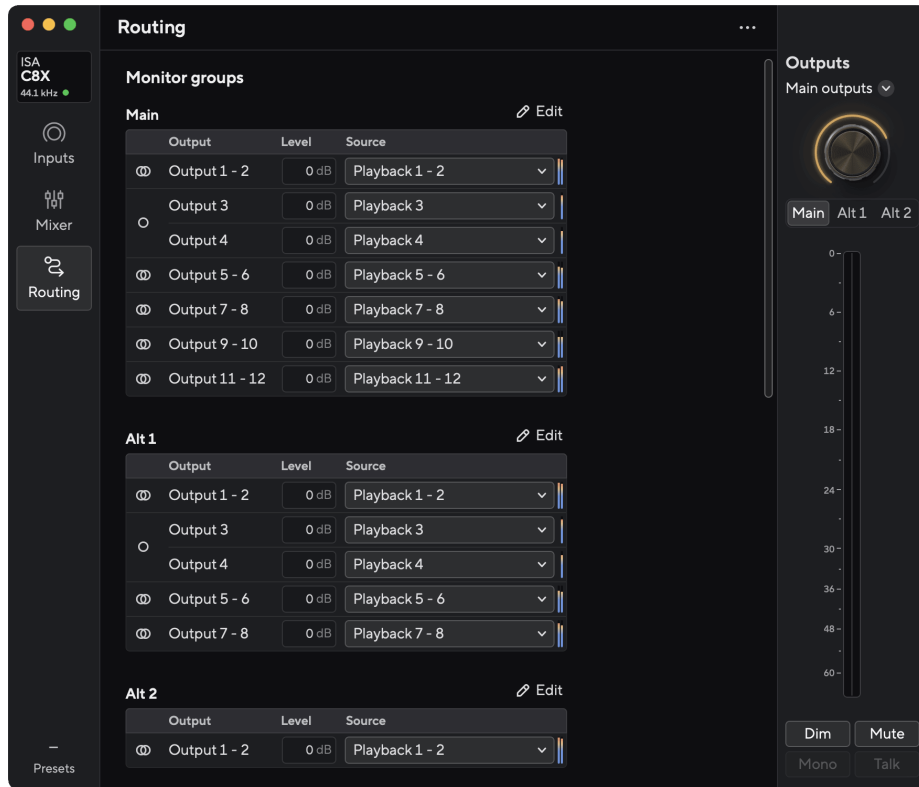 Routing
...
ISA
C8X
44.1 kHz
Inputs
Mixer
Routing
–
Presets
Monitor groups
Main
Edit
Output Level Source
Output 1 - 2 0 dB Playback 1 - 2
Output 3 0 dB Playback 3
Output 4 0 dB Playback 4
Output 5 - 6 0 dB Playback 5 - 6
Output 7 - 8 0 dB Playback 7 - 8
Output 9 - 10 0 dB Playback 9 - 10
Output 11 - 12 0 dB Playback 11 - 12
Alt 1
Edit
Output Level Source
Output 1 - 2 0 dB Playback 1 - 2
Output 3 0 dB Playback 3
Output 4 0 dB Playback 4
Output 5 - 6 0 dB Playback 5 - 6
Output 7 - 8 0 dB Playback 7 - 8
Alt 2
Edit
Output Level Source
Output 1 - 2 0 dB Playback 1 - 2
Outputs
Main outputs
Main Alt 1 Alt 2
0 -
-
6 -
-
12 -
-
18 -
-
24 -
-
30 -
-
36 -
-
48 -
-
60 -
Dim Mute
Mono Talk